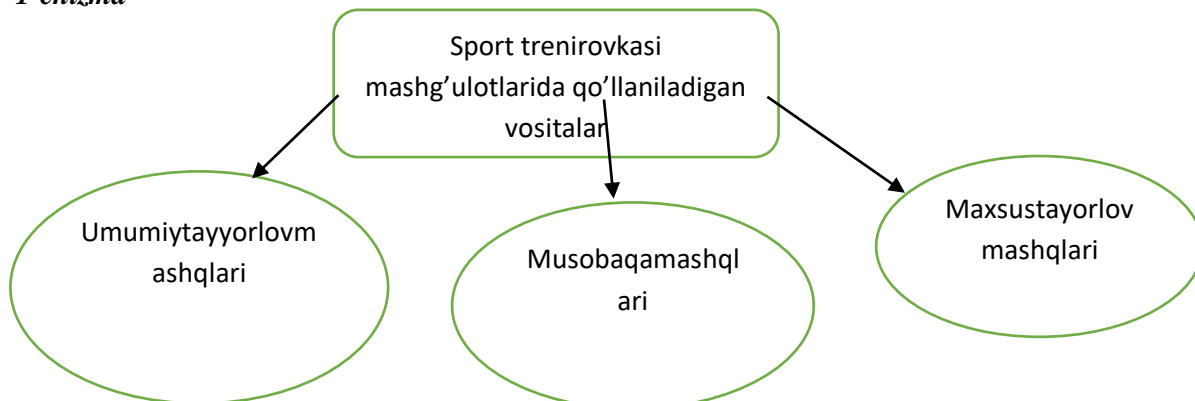 Sport trenirovkasi
mashg’ulotlarida qo’llaniladigan
vositalar
Umumiytayyorlovm
ashqlari
Musobaqamashql
ari
Maxsustayorlov
mashqlari